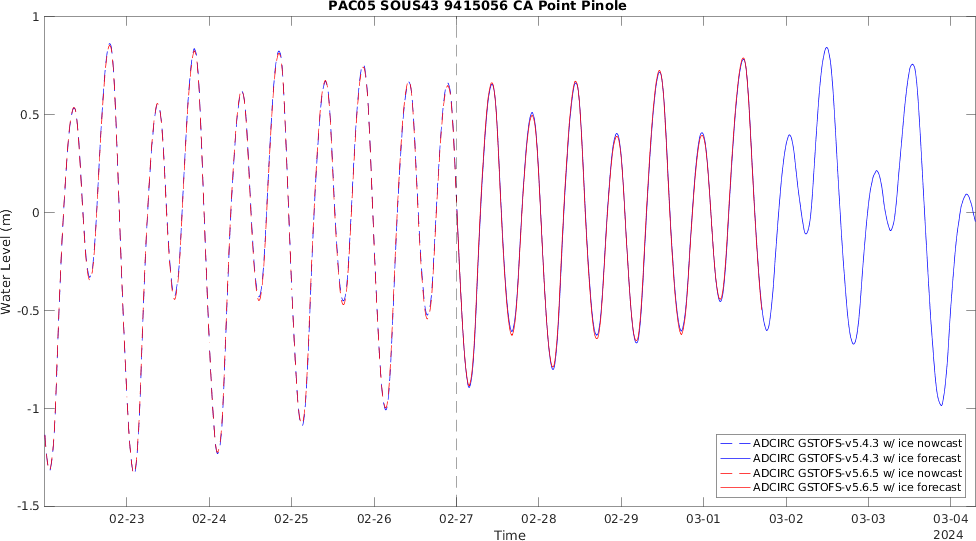 PAC05 SOUS43 9415056 CA Point Pinole
1
0.5
0
-0.5
-1
-1.5
Water Level (m)
ADCIRC GSTOFS-v5.4.3 w/ ice nowcast
ADCIRC GSTOFS-v5.4.3 w/ ice forecast
ADCIRC GSTOFS-v5.6.5 w/ ice nowcast
ADCIRC GSTOFS-v5.6.5 w/ ice forecast
02-23 02-24 02-25 02-26 02-27 02-28 02-29 03-01 03-02 03-03 03-04
Time 2024